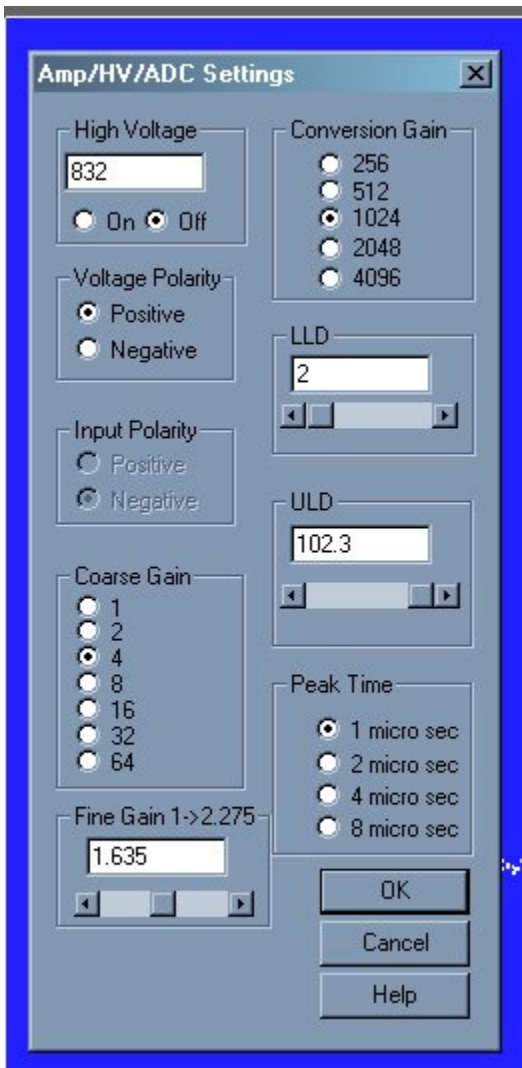 Amp/HV/ADC Settings
High Voltage
832
On Off
Voltage Polarity
Positive
Negative
Input Polarity
Positive
Negative
Coarse Gain
1
2
4
8
16
32
64
Fine Gain 1->2.275
1.635
Conversion Gain
256
512
1024
2048
4096
LLD
2
ULD
102.3
Peak Time
1 micro sec
2 micro sec
4 micro sec
8 micro sec
OK
Cancel
Help